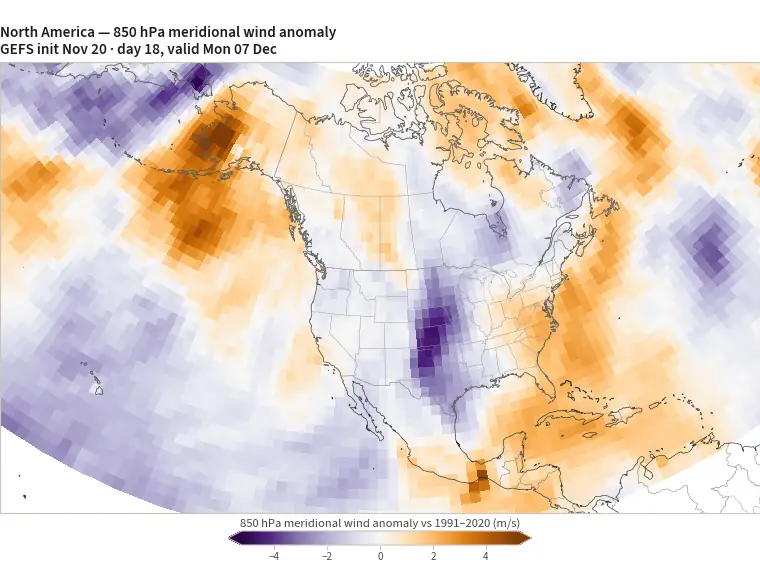 North America — 850 hPa meridional wind anomaly
GEFS init Nov 20 · day 18, valid Mon 07 Dec
850 hPa meridional wind anomaly vs 1991–2020 (m/s)
−4 −2 0 2 4